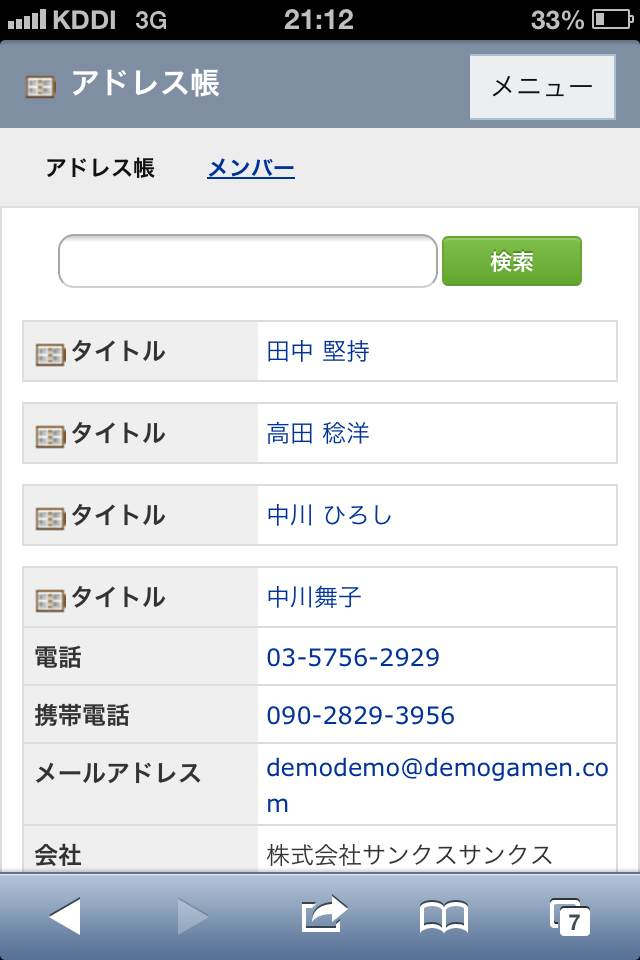 KDDI 3G 21:12 33%
アドレス帳 メニュー
アドレス帳 メンバー
検索
タイトル 田中 堅持
タイトル 高田 稔洋
タイトル 中川 ひろし
タイトル 中川舞子
電話 03-5756-2929
携帯電話 090-2829-3956
メールアドレス demodemo@demogamen.co
m
会社 株式会社サンクスサンクス
7